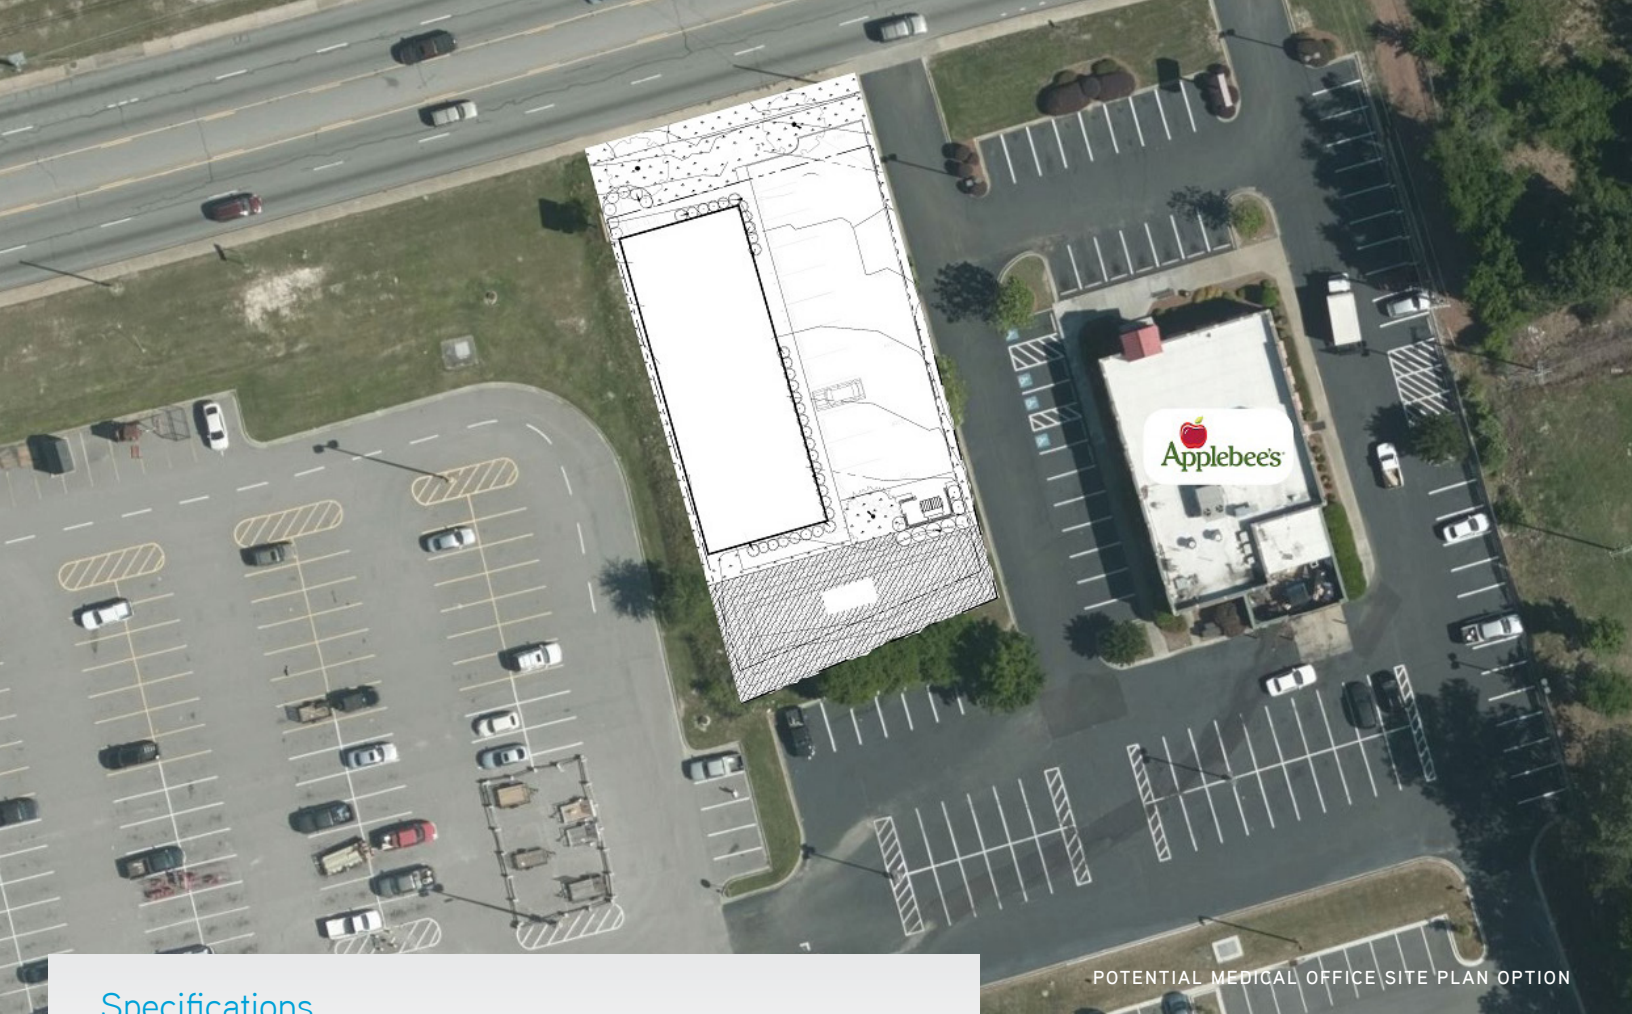 Applebee's
POTENTIAL MEDICAL OFFICE SITE PLAN OPTION
Specifications